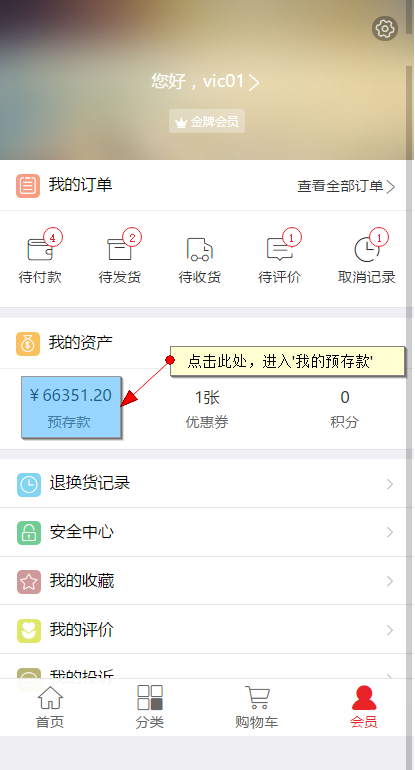 您好，vic01
金牌会员
我的订单
查看全部订单
4
2
1
1
待付款
待发货
待收货
待评价
取消记录
我的资产
点击此处，进入'我的预存款'
￥66351.20
1张
0
预存款
优惠券
积分
退换货记录
安全中心
我的收藏
我的评价
我的投诉
首页
分类
购物车
会员